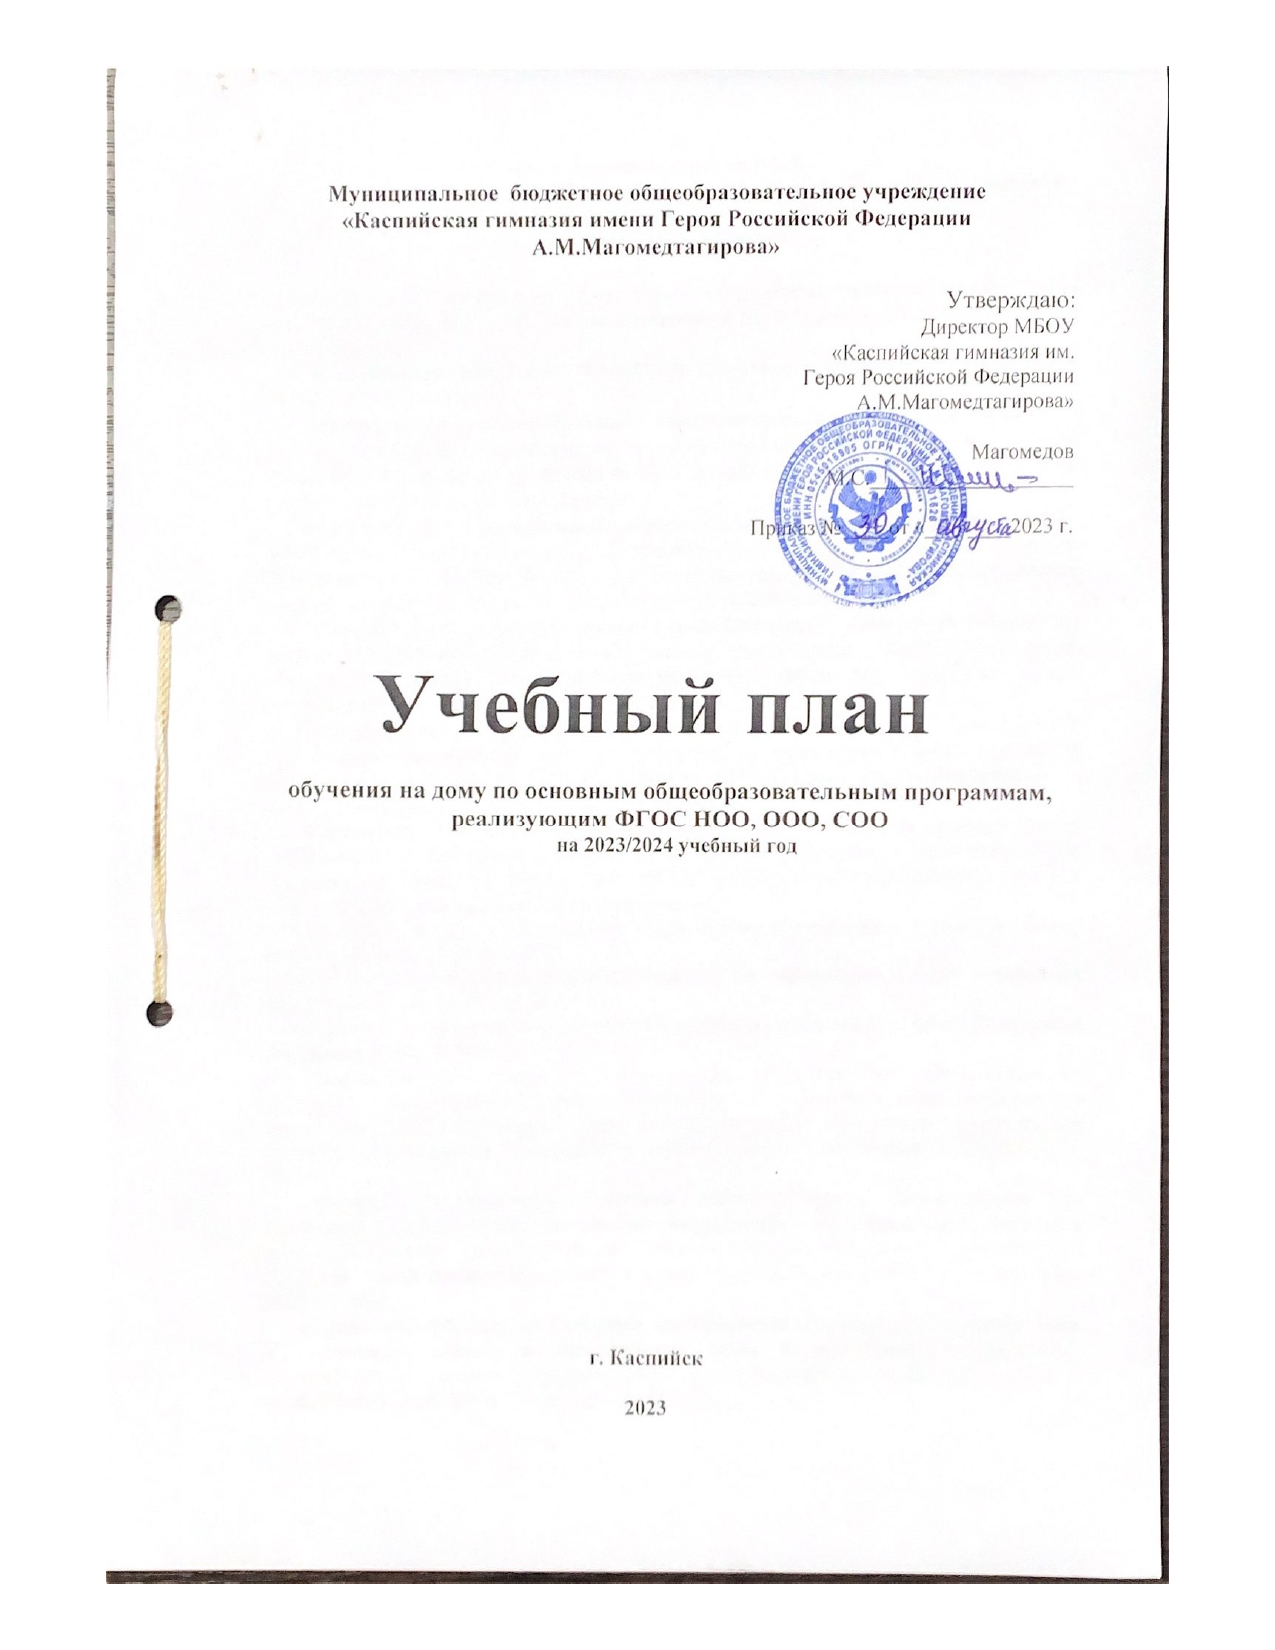 Муниципальное бюджетное общеобразовательное учреждение
«Каспийская гимназия имени Героя Российской Федерации
А.М.Магомедтагирова»
Утверждаю:
Директор МБОУ
«Каспийская гимназия им.
Героя Российской Федерации
А.М.Магомедтагирова»
Магомедов
М.С.
Приказ № 30 от « августа 2023 г.
Учебный план
обучения на дому по основным общеобразовательным программам,
реализующим ФГОС НОО, ООО, СОО
на 2023/2024 учебный год
г. Каспийск
2023